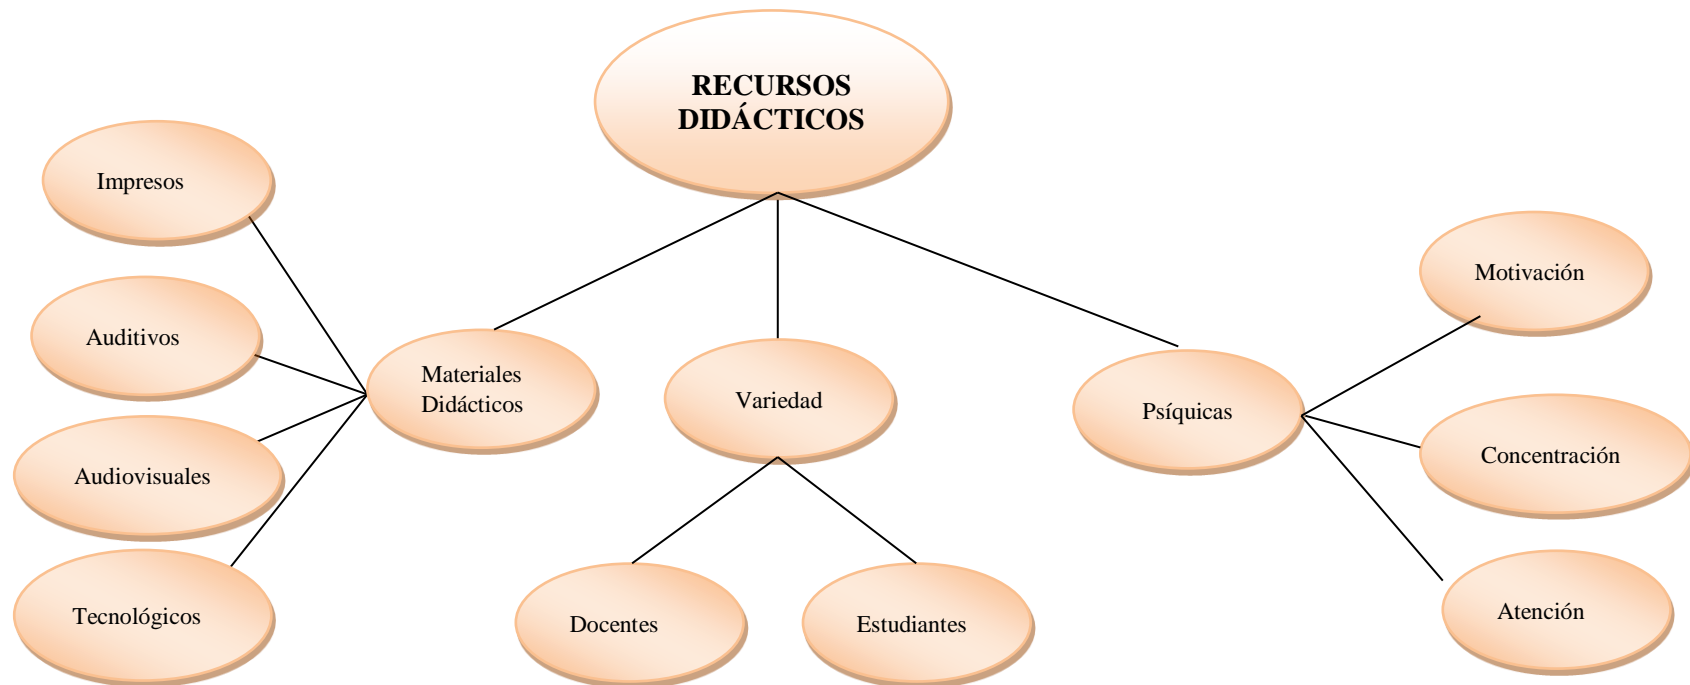 RECURSOS
DIDÁCTICOS
Impresos
Auditivos
Audiovisuales
Tecnológicos
Materiales
Didácticos
Variedad
Docentes
Estudiantes
Psíquicas
Motivación
Concentración
Atención